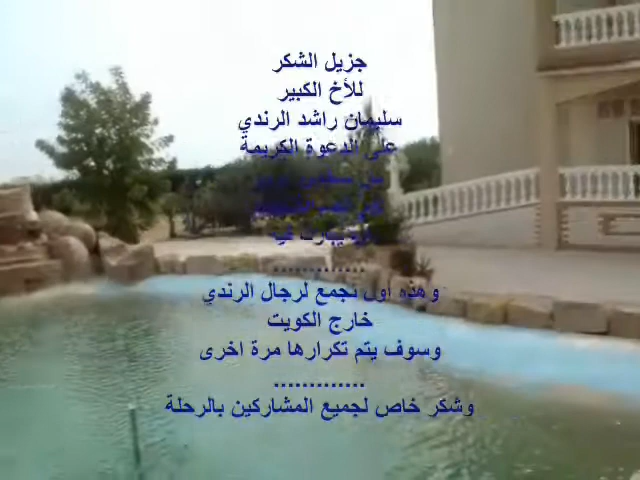 جزيل الشكر
للأخ الكبير
سليمان راشد الرندي
على الدعوة الكريمة
.............
وهذه اول تجمع لرجال الرندي
خارج الكويت
وسوف يتم تكرارها مرة اخرى
.............
وشكر خاص لجميع المشاركين بالرحلة